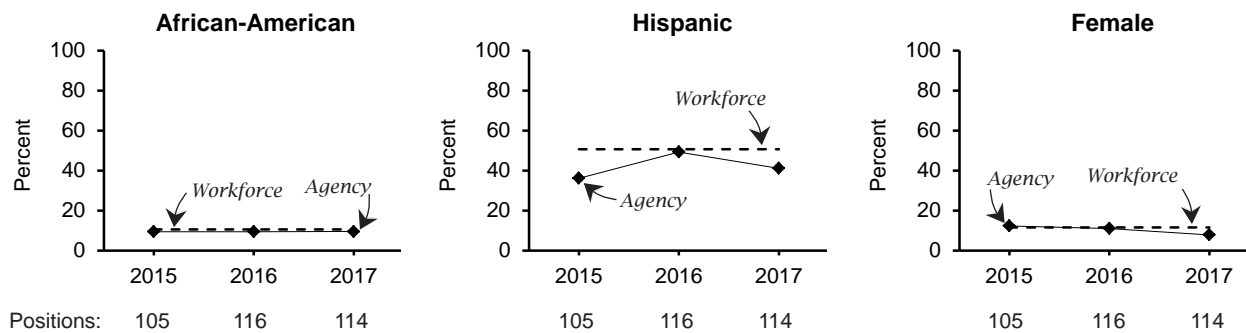 African-American
Percent
100
80
60
40
20
0
Workforce
Agency
2015 2016 2017
Positions: 105 116 114
Hispanic
Percent
100
80
60
40
20
0
Workforce
Agency
2015 2016 2017
105 116 114
Female
Percent
100
80
60
40
20
0
Agency
Workforce
2015 2016 2017
105 116 114